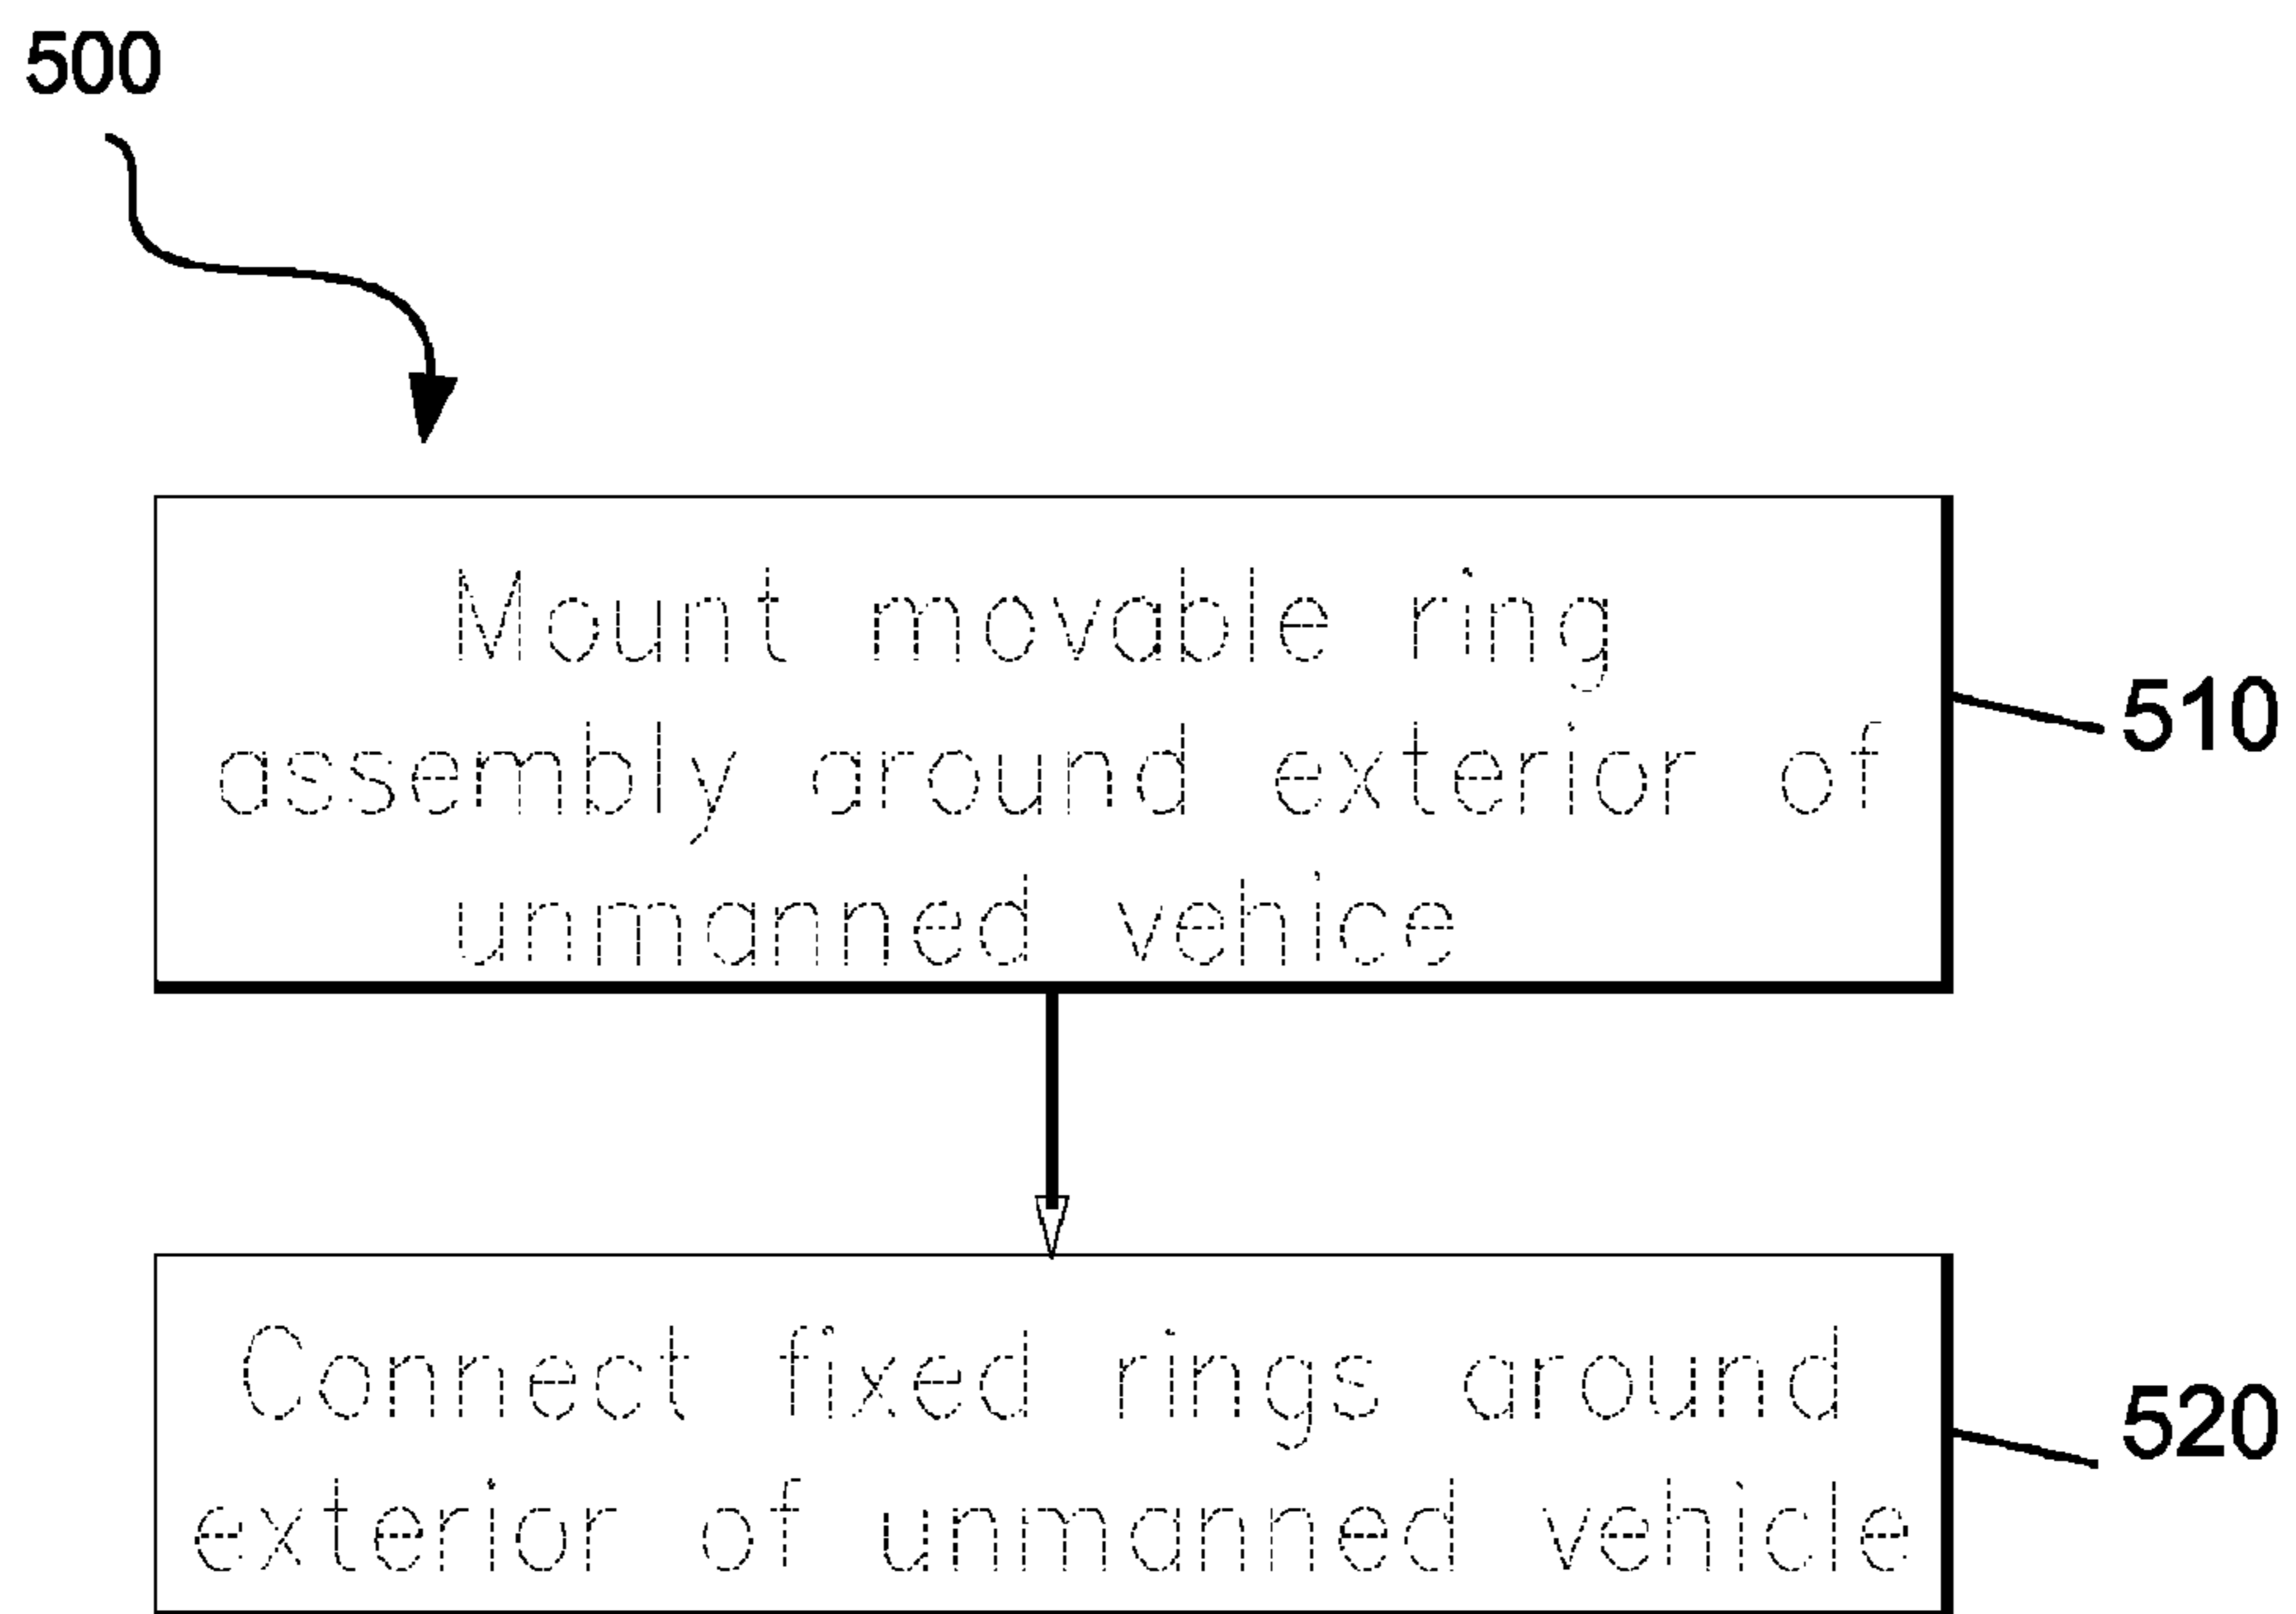 500
Mount movable ring
assembly around exterior of
unmanned vehice
510
Connect fixed rings around
exterior of unmanned vehicle
520